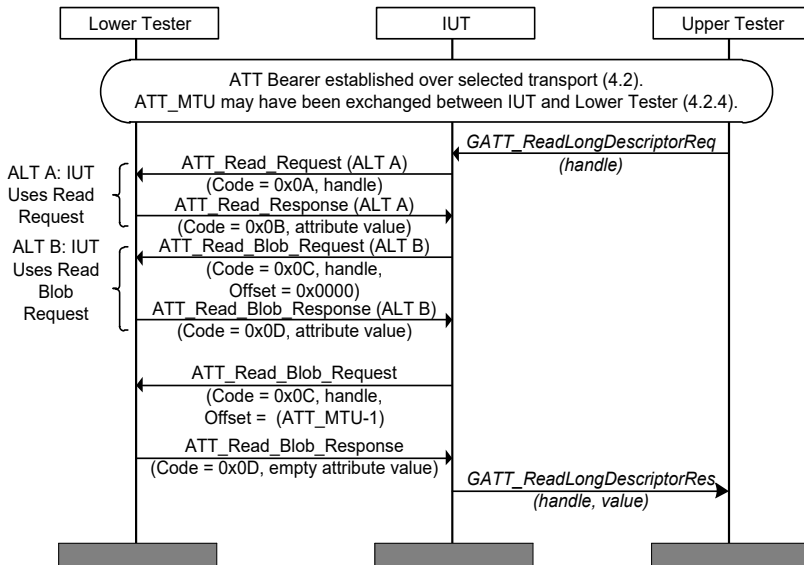 Lower Tester
IUT
Upper Tester
ATT Bearer established over selected transport (4.2).
ATT_MTU may have been exchanged between IUT and Lower Tester (4.2.4).
GATT_ReadLongDescriptorReq
(handle)
ALT A: IUT
Uses Read
Request
ATT_Read_Request (ALT A)
(Code = 0x0A, handle)
ATT_Read_Response (ALT A)
(Code = 0x0B, attribute value)
ALT B: IUT
Uses Read
Blob
Request
ATT_Read_Blob_Request (ALT B)
(Code = 0x0C, handle,
Offset = 0x0000)
ATT_Read_Blob_Response (ALT B)
(Code = 0x0D, attribute value)
ATT_Read_Blob_Request
(Code = 0x0C, handle,
Offset = (ATT_MTU-1)
ATT_Read_Blob_Response
(Code = 0x0D, empty attribute value)
GATT_ReadLongDescriptorRes
(handle, value)